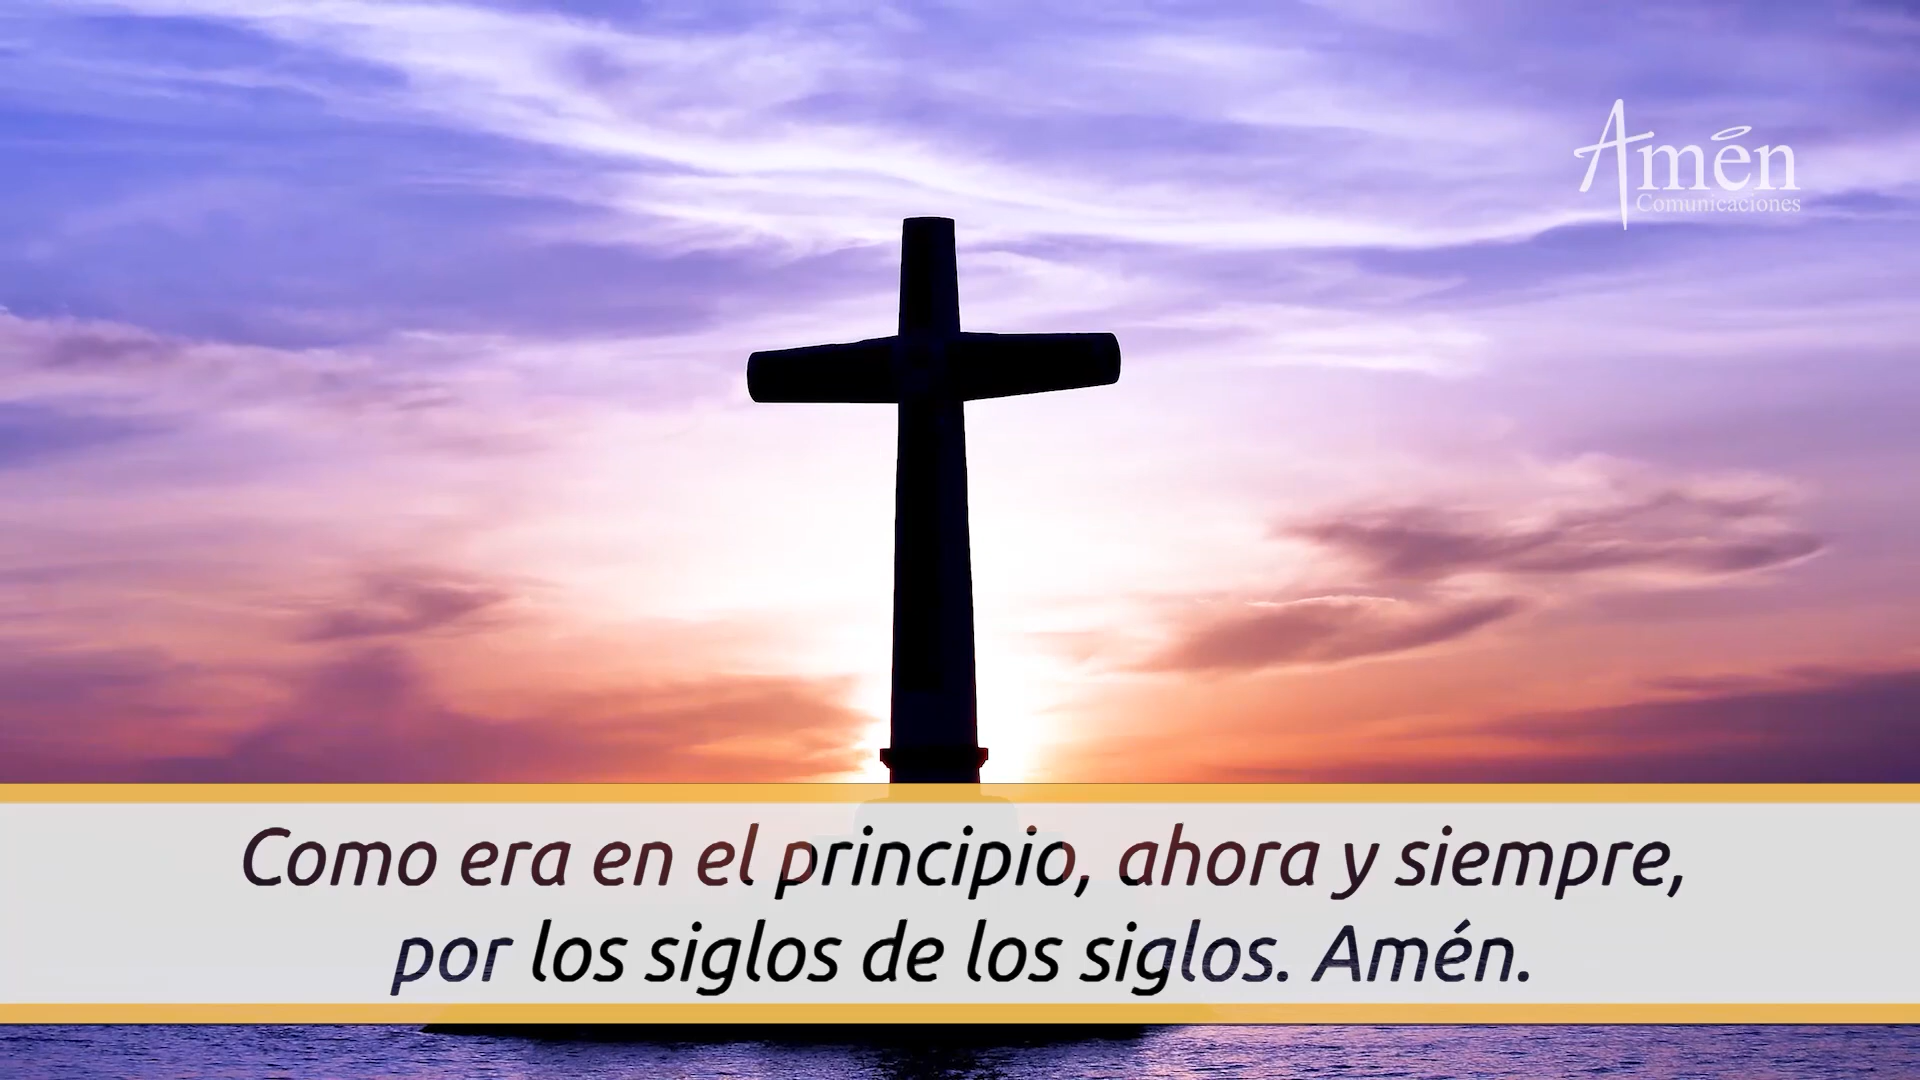 Amén
Comunicaciones
Como era en el principio, ahora y siempre,
por los siglos de los siglos. Amén.